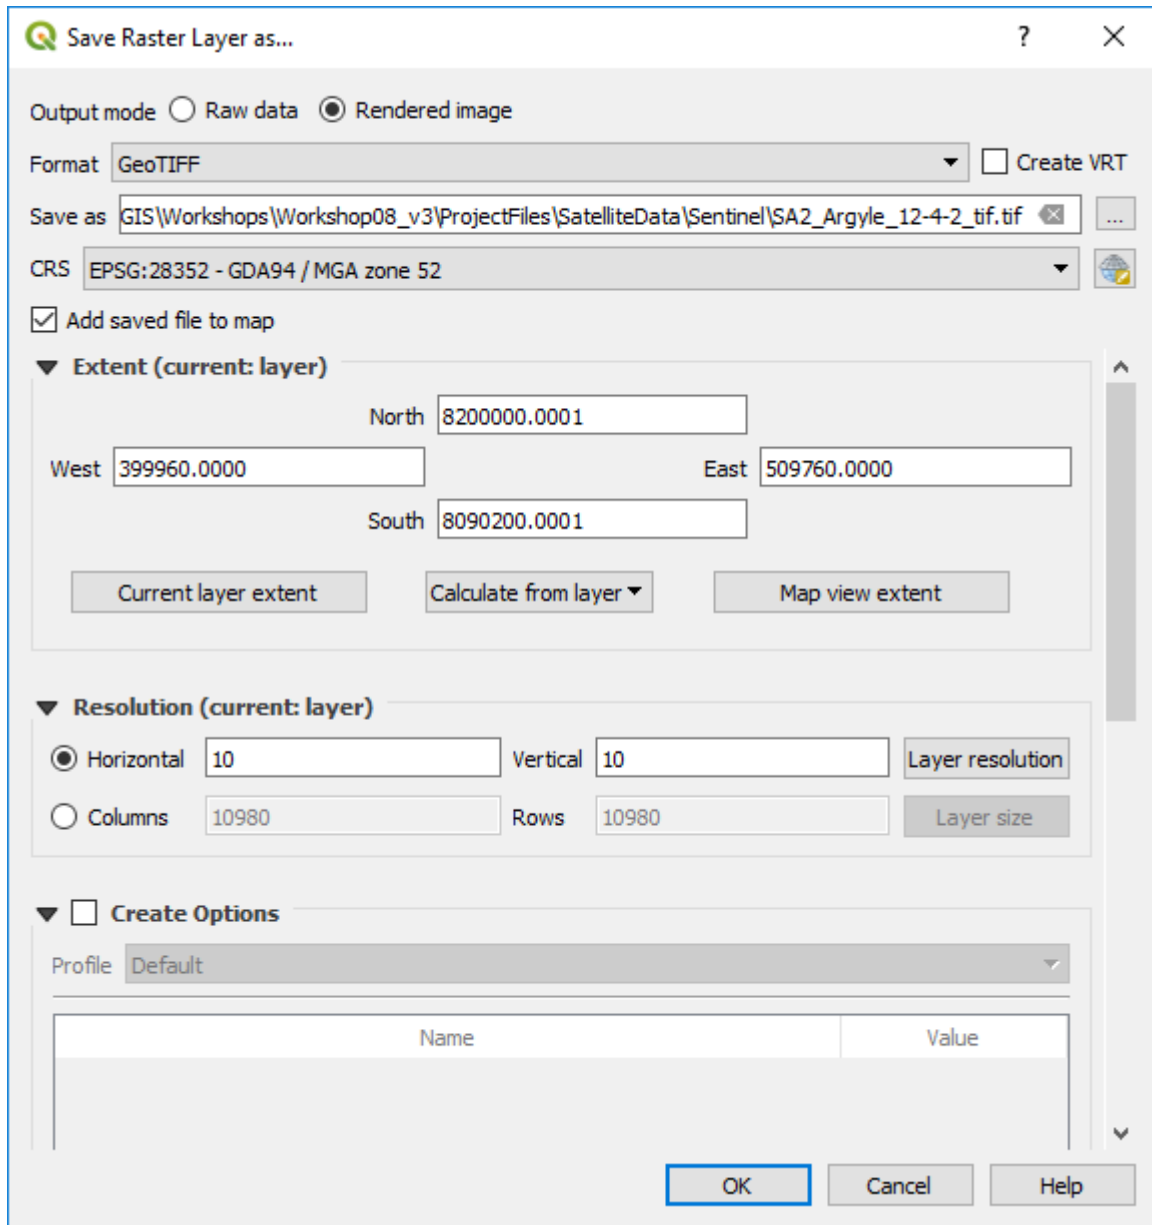 Save Raster Layer as...
?
Output mode Raw data Rendered image
Format GeoTIFF Create VRT
Save as GIS\Workshops\Workshop08_v3\ProjectFiles\SatelliteData\Sentinel\SA2_Argyle_12-4-2_tif.tif ...
CRS EPSG:28352 - GDA94 / MGA zone 52
Add saved file to map
Extent (current: layer)
North 8200000.0001
West 399960.0000 East 509760.0000
South 8090200.0001
Current layer extent Calculate from layer Map view extent
Resolution (current: layer)
Horizontal 10 Vertical 10 Layer resolution
Columns 10980 Rows 10980 Layer size
Create Options
Profile Default
Name Value
OK Cancel Help